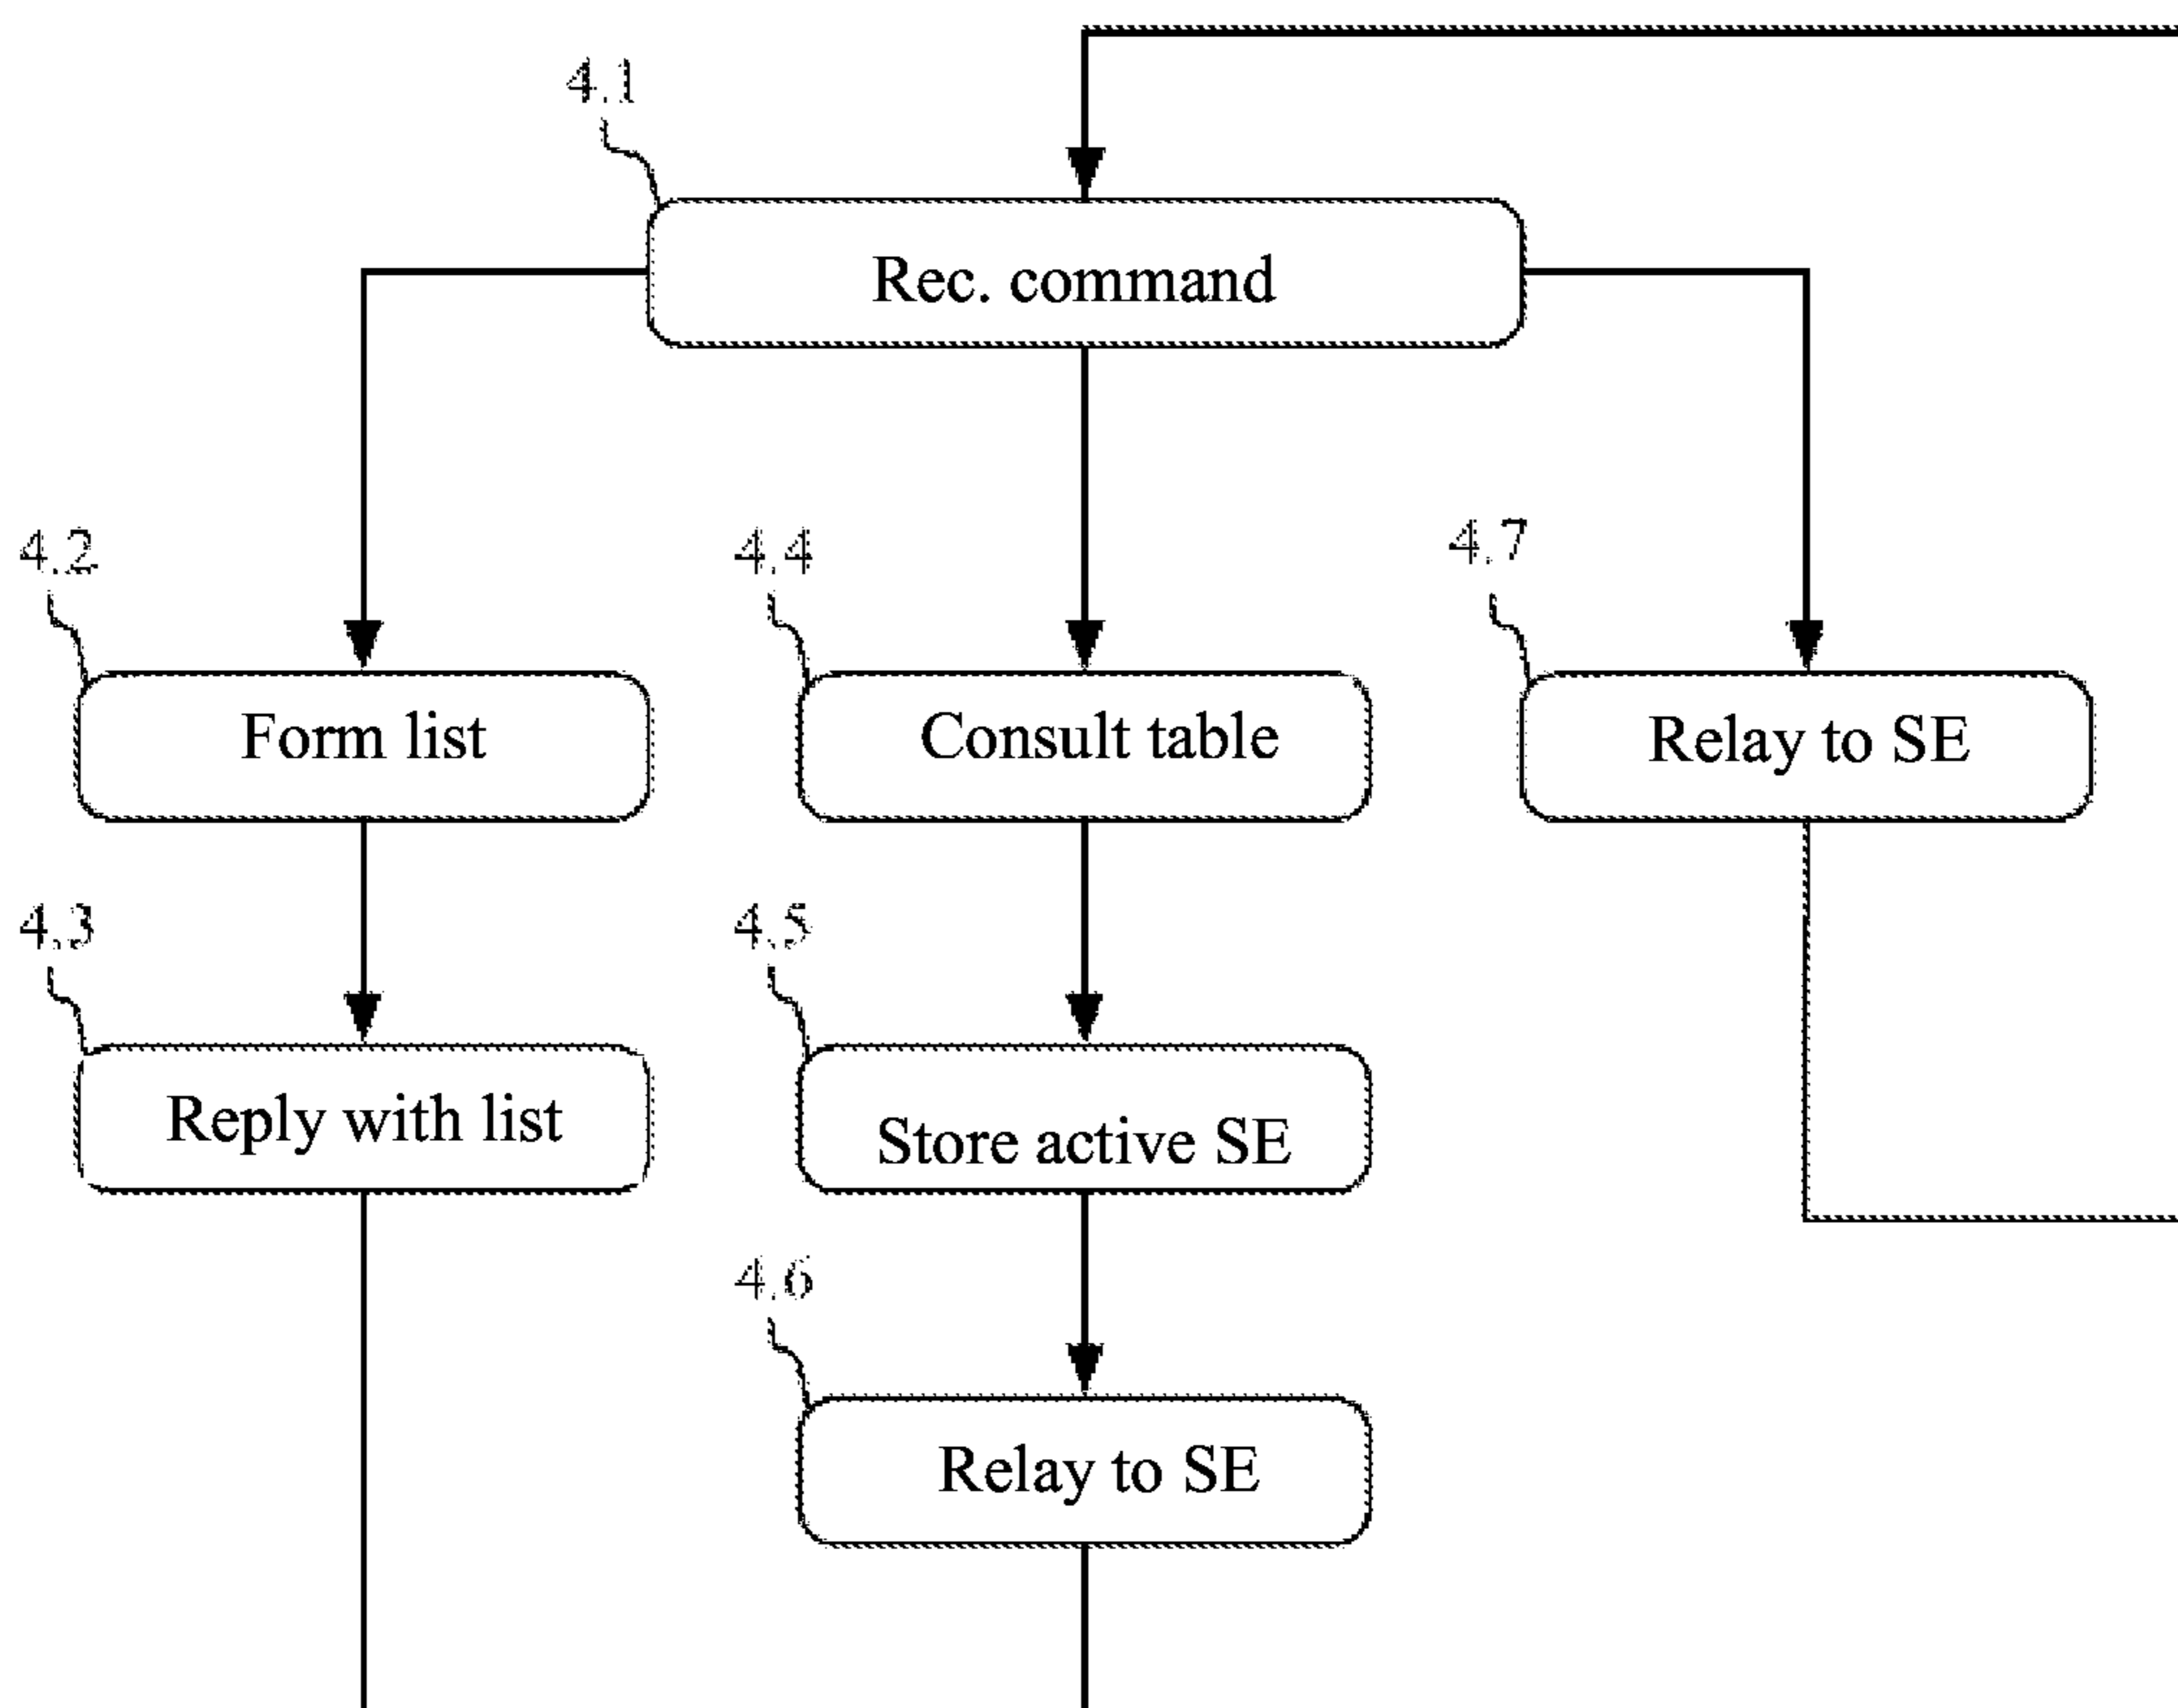 4.1
Rec. command
4.2
4.4
4.7
Form list
Consult table
Relay to SE
4.3
4.5
Reply with list
Store active SE
4.6
Relay to SE